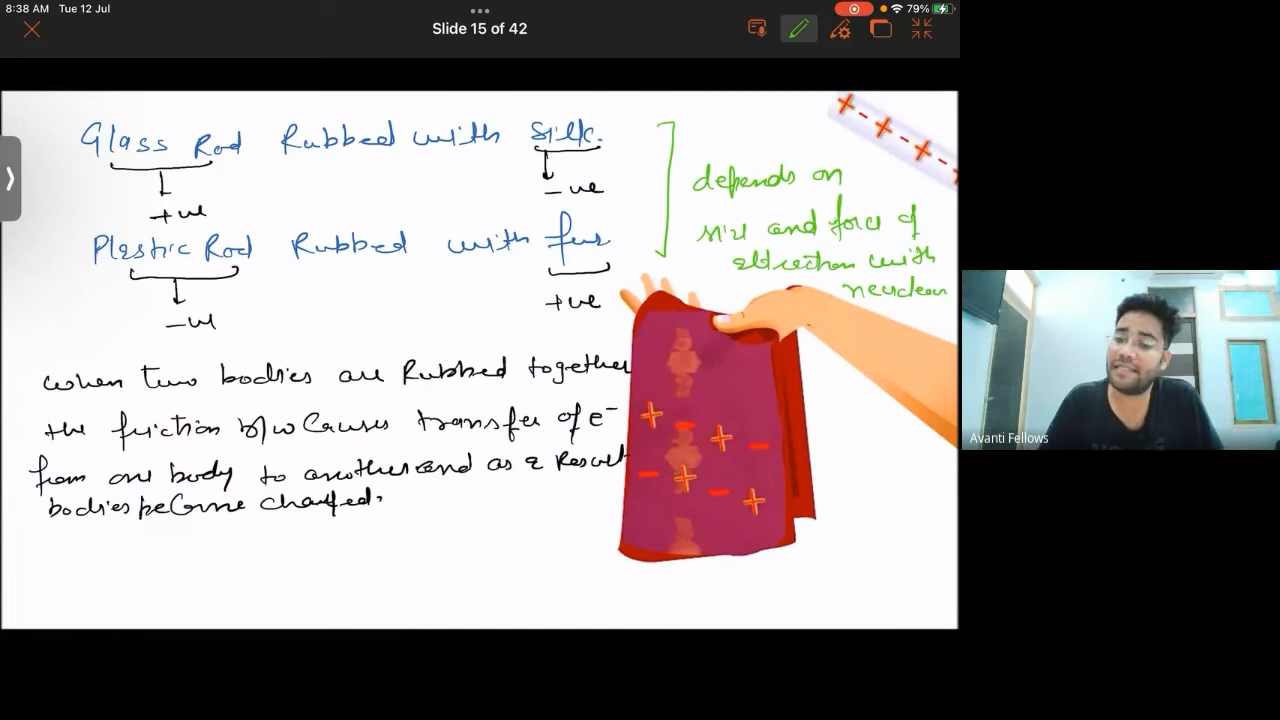 8:38 AM Tue 12 Jul
79%
Slide 15 of 42
Glass Rod Rubbed with Silk.
+ve
-ve
Plastic Rod Rubbed with fur
-ve
+ve
depends on
size and force of
attraction with
when two bodies are Rubbed together
the friction b/w Causes transfer of e-
from one body to another and as a Result
bodies become charged.
Avanti Fellows